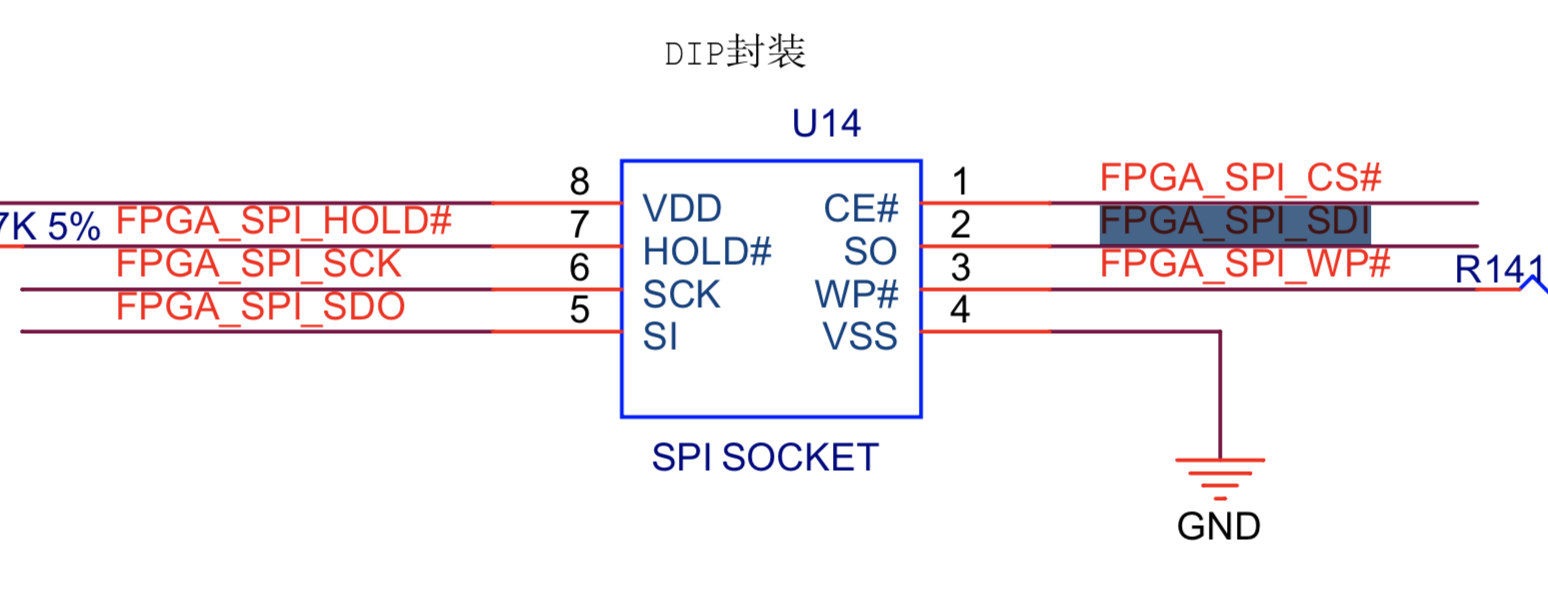 DIP封装
U14
8
1
FPGA_SPI_CS#
VDD
CE#
7K 5%
FPGA_SPI_HOLD#
7
2
FPGA_SPI_SDI
HOLD#
SO
FPGA_SPI_SCK
6
3
FPGA_SPI_WP#
R141
SCK
WP#
FPGA_SPI_SDO
5
4
SI
VSS
SPI SOCKET
GND